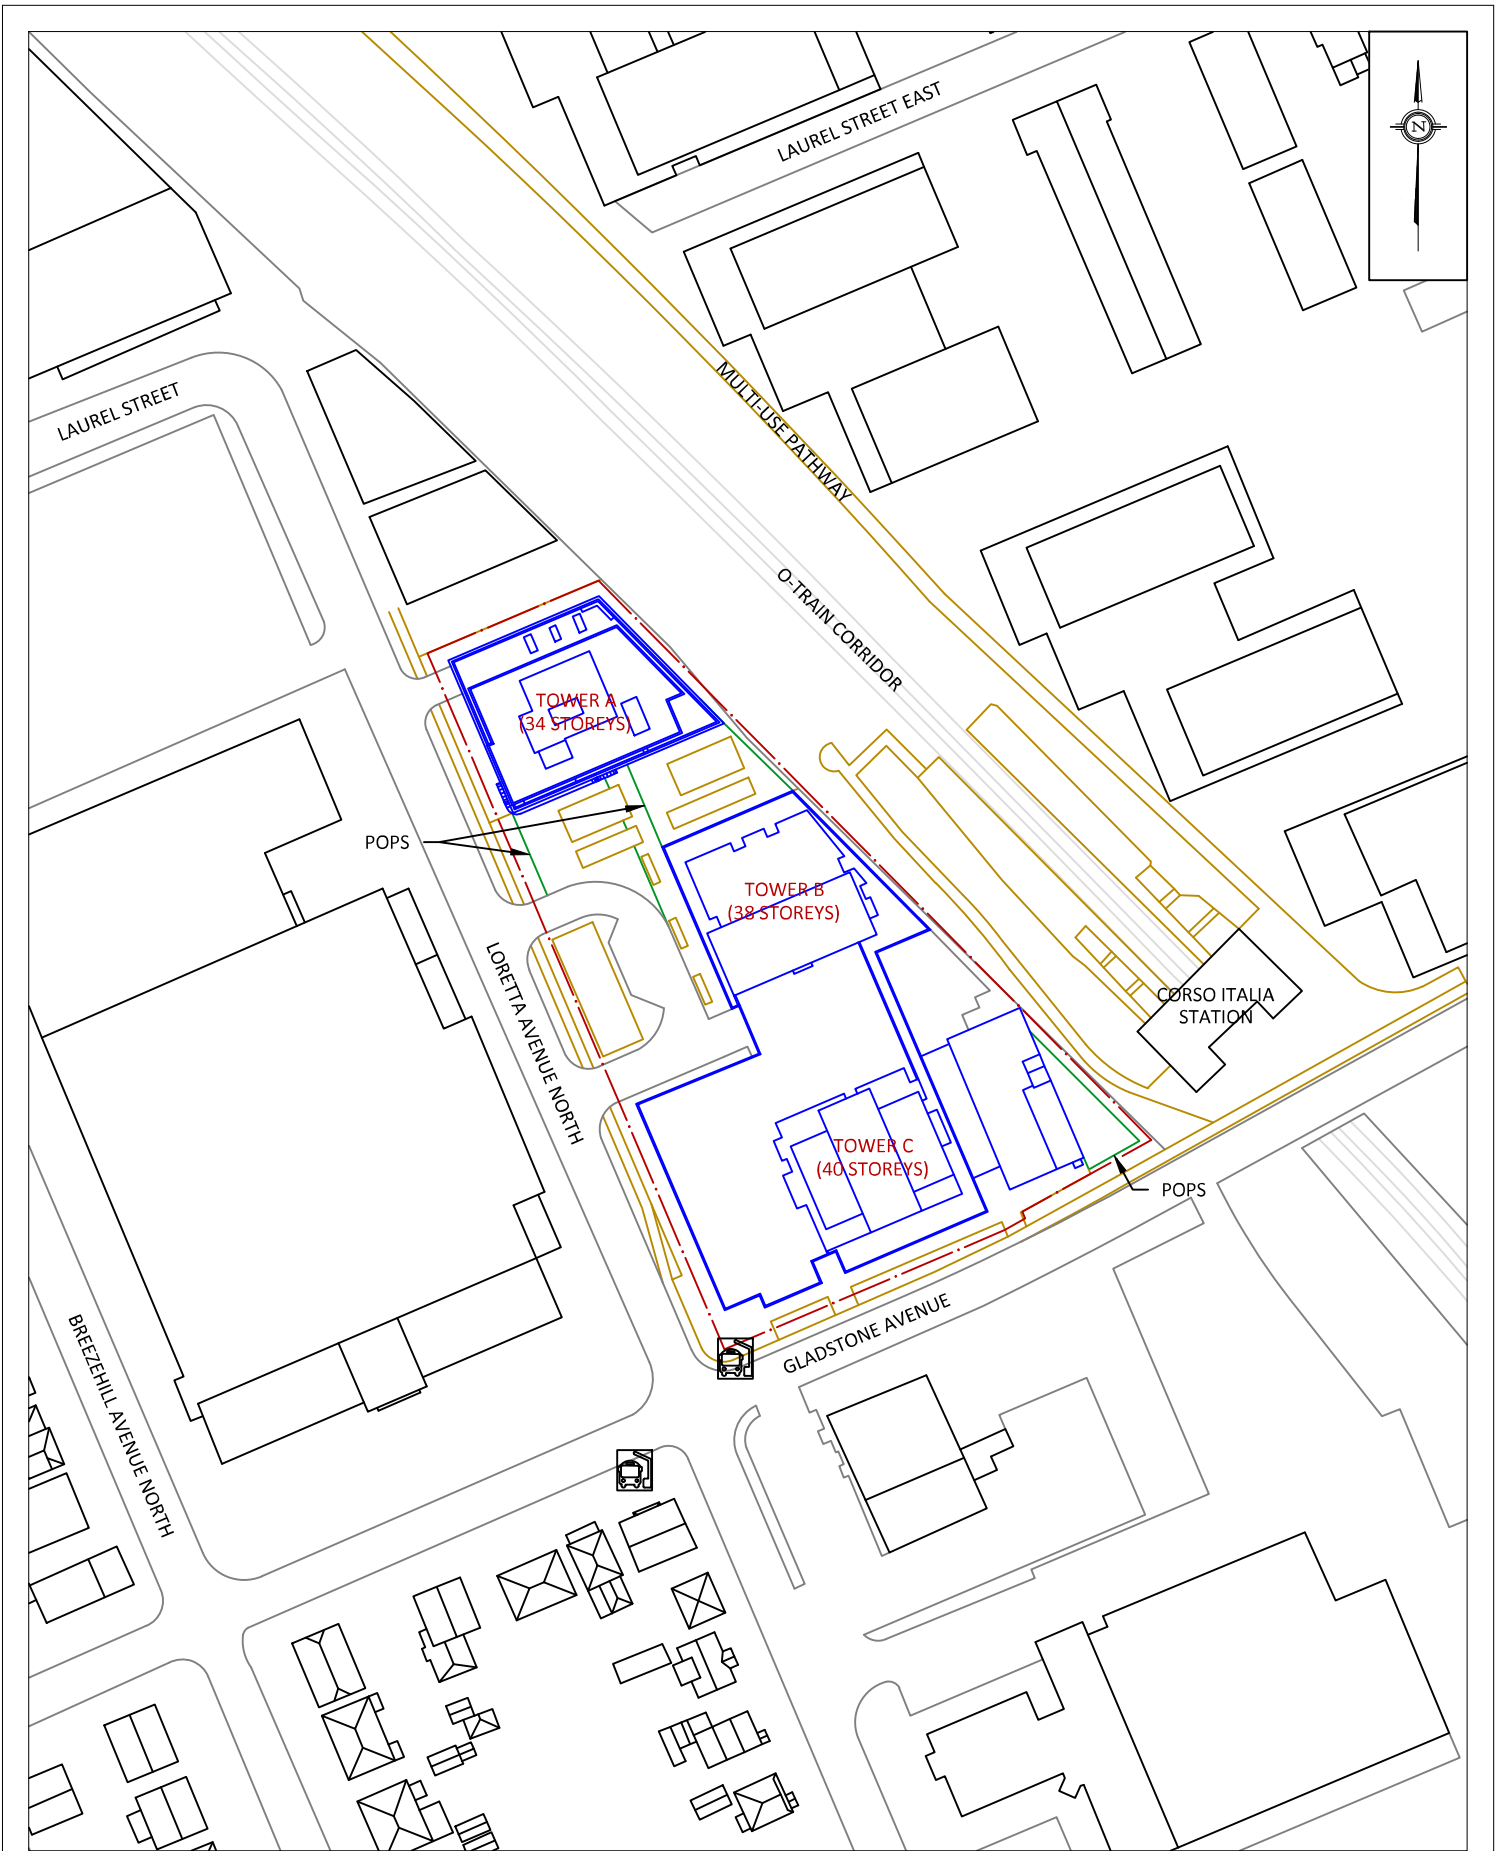 LAUREL STREET EAST
N
LAUREL STREET
MULTI-USE PATHWAY
O-TRAIN CORRIDOR
TOWER A
(34 STOREYS)
POPS
TOWER B
(38 STOREYS)
LORETTA AVENUE NORTH
CORSO ITALIA
STATION
TOWER C
(40 STOREYS)
POPS
GLADSTONE AVENUE
BREEZEHILL AVENUE NORTH